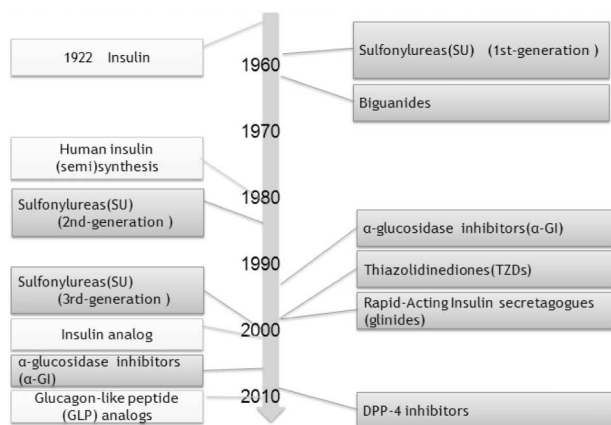 1922 Insulin
Human insulin
(semi)synthesis
Sulfonylureas(SU)
(2nd-generation )
Sulfonylureas(SU)
(3rd-generation )
Insulin analog
α-glucosidase inhibitors
(α-GI)
Glucagon-like peptide
(GLP) analogs
1960
1970
1980
1990
2000
2010
Sulfonylureas(SU) (1st-generation )
Biguanides
α-glucosidase inhibitors(α-GI)
Thiazolidinediones(TZDs)
Rapid-Acting Insulin secretagogues
(glinides)
DPP-4 inhibitors